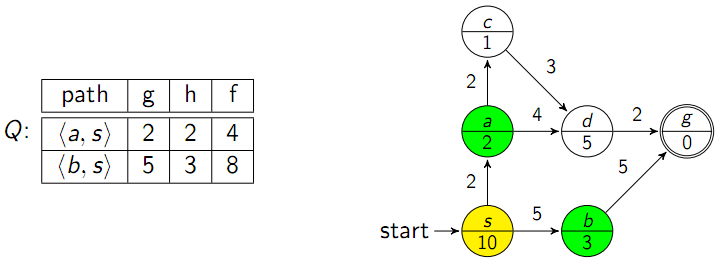 Q:
path g h f
⟨a, s⟩ 2 2 4
⟨b, s⟩ 5 3 8
c
1
2
3
a
2
4
d
5
2
g
0
2
5
start
s
10
5
b
3